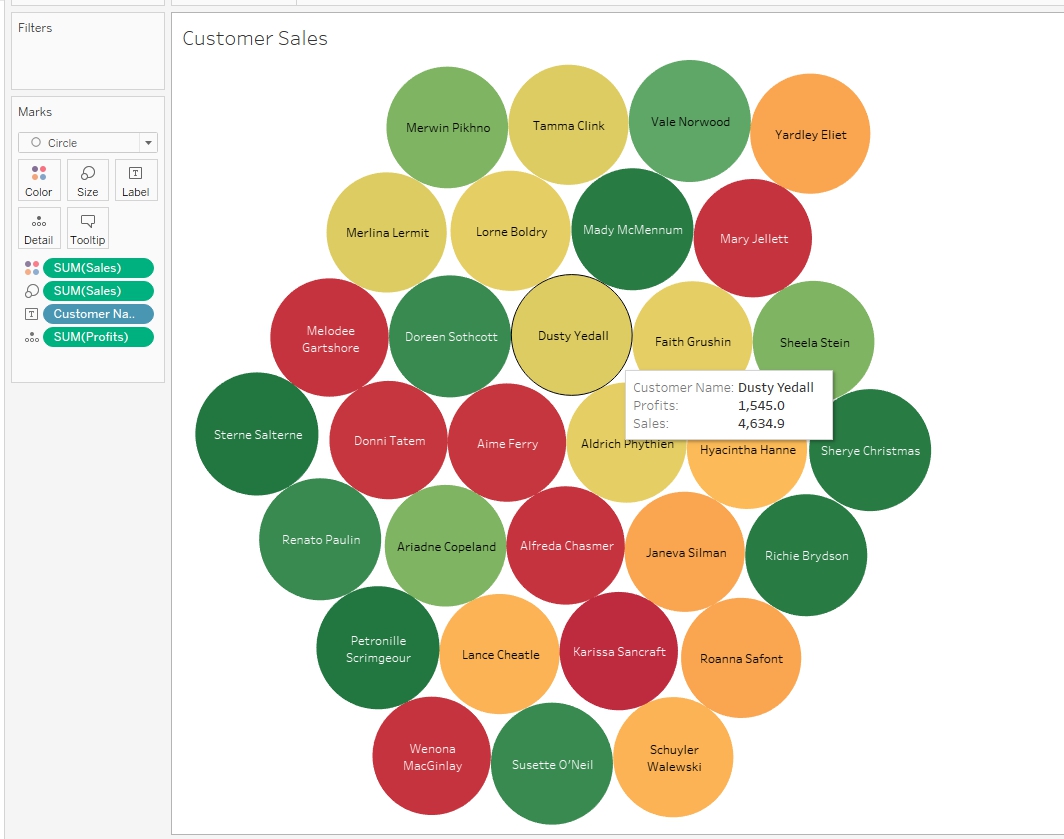 Filters
Marks
Circle
Color
Size
Label
Detail
Tooltip
SUM(Sales)
SUM(Sales)
Customer Na..
SUM(Profits)
Customer Sales
Merwin Pikhno
Tamma Clink
Vale Norwood
Yardley Eliet
Merlina Lermit
Lorne Boldry
Mady McMennum
Mary Jellett
Melodee
Gartshore
Doreen Sothcott
Dusty Yedall
Faith Grushin
Sheela Stein
Customer Name: Dusty Yedall
Profits: 1,545.0
Sales: 4,634.9
Sterne Salterne
Donni Tatem
Aime Ferry
Aldrich Phythien
Hyacintha Hanne
Sherye Christmas
Renato Paulin
Ariadne Copeland
Alfreda Chasmer
Janeva Silman
Richie Brydson
Petronille
Scrimgeour
Lance Cheatle
Karissa Sancraft
Roanna Safont
Wenona
MacGinlay
Susette O'Neil
Schuyler
Walewski